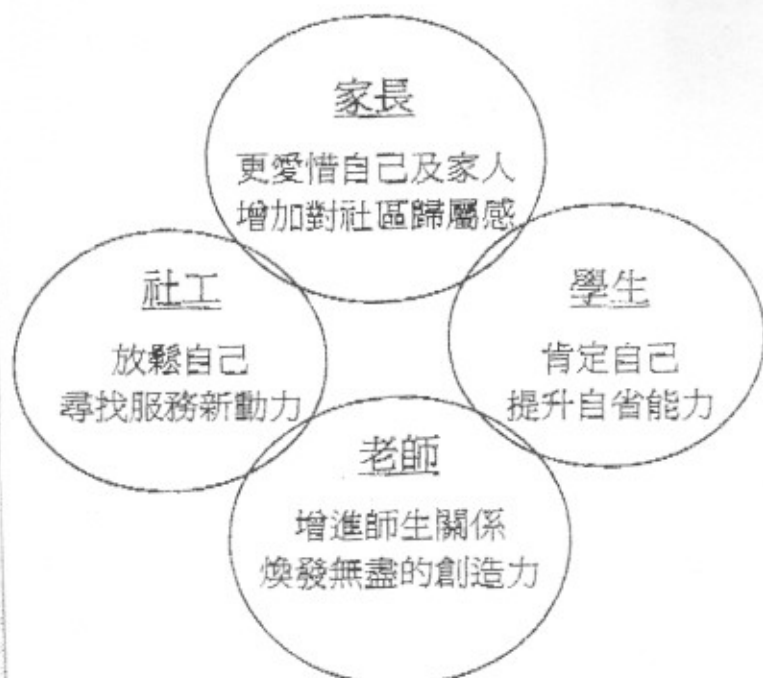 家長
更愛惜自己及家人
增加對社區歸屬感
社工
放鬆自己
尋找服務新動力
學生
肯定自己
提升自省能力
老師
增進師生關係
煥發無盡的創造力